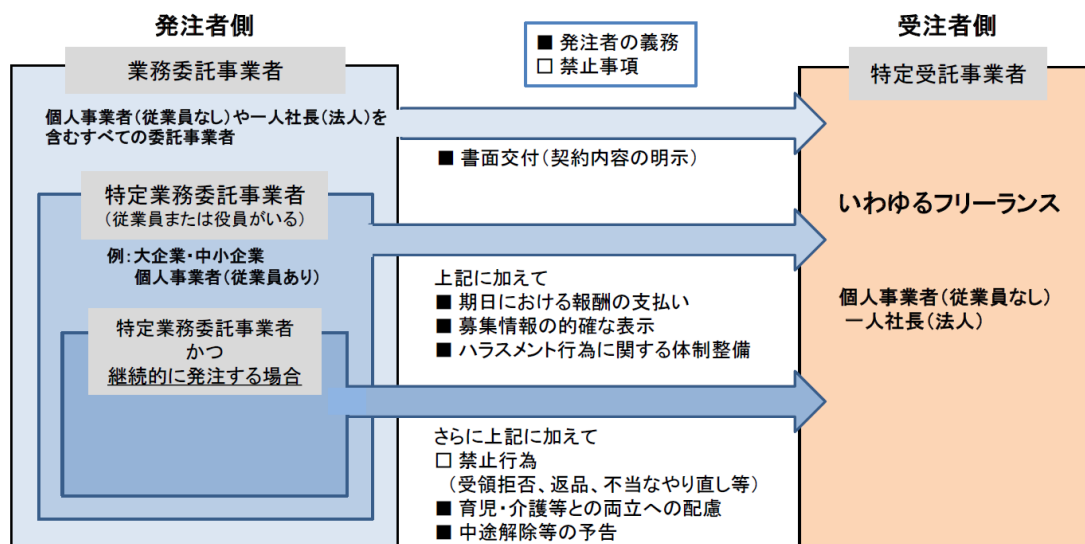 発注者側
受注者側
■ 発注者の義務
□ 禁止事項
業務委託事業者
特定受託事業者
個人事業者(従業員なし)や一人社長(法人)を
含むすべての委託事業者
■ 書面交付(契約内容の明示)
特定業務委託事業者
(従業員または役員がいる)
いわゆるフリーランス
例:大企業・中小企業
個人事業者(従業員あり)
上記に加えて
■ 期日における報酬の支払い
■ 募集情報の的確な表示
■ ハラスメント行為に関する体制整備
個人事業者(従業員なし)
一人社長(法人)
特定業務委託事業者
かつ
継続的に発注する場合
さらに上記に加えて
□ 禁止行為
(受領拒否、返品、不当なやり直し等)
■ 育児・介護等との両立への配慮
■ 中途解除等の予告